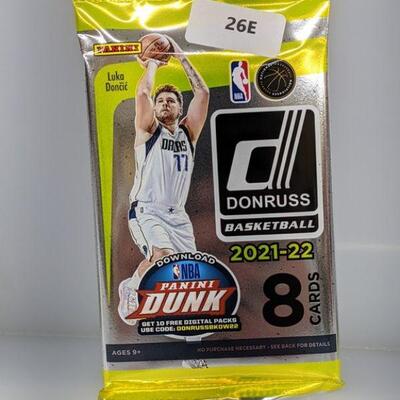 26E
PANINI
Luka
Dončić
NBA
DALLAS
77
d
DONRUSS
BASKETBALL
2021-22
8 CARDS
DOWNLOAD
NBA
PANINI
DUNK
GET 10 FREE DIGITAL PACKS
USE CODE: DONRUSSBKOW22
AGES 9+
NO PURCHASE NECESSARY - SEE BACK FOR DETAILS